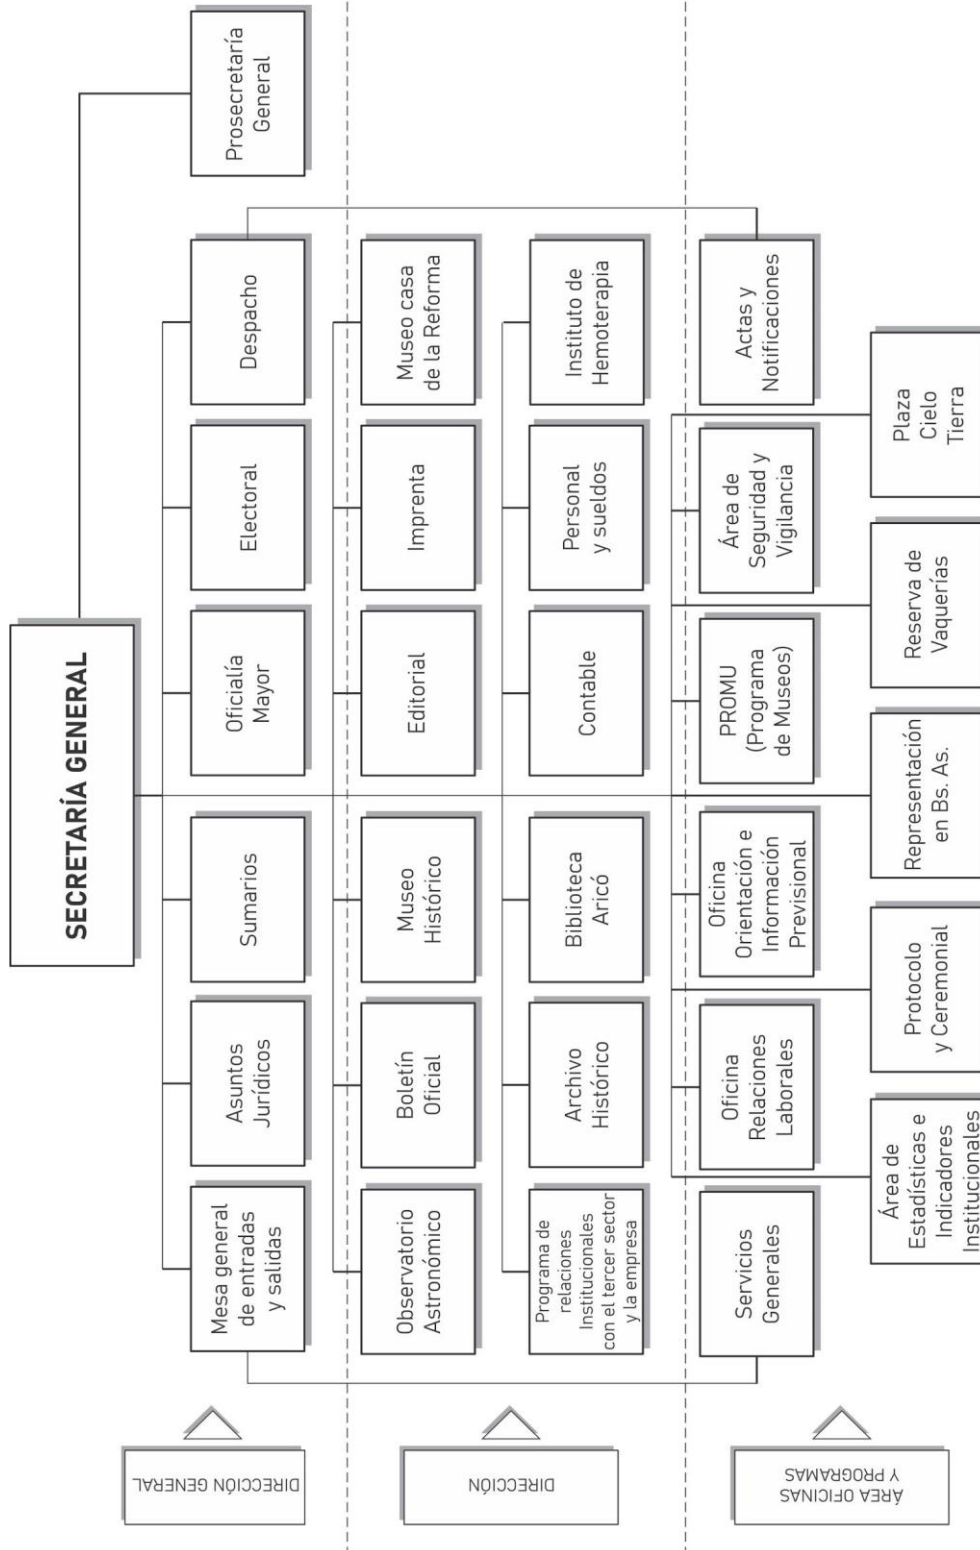 SECRETARÍA GENERAL
Prosecretaría
General
DIRECCIÓN GENERAL
Mesa general
de entradas
y salidas
Asuntos
Jurídicos
Sumarios
Oficialía
Mayor
Electoral
Despacho
DIRECCIÓN
Observatorio
Astronómico
Boletín
Oficial
Museo
Histórico
Editorial
Imprenta
Museo casa
de la Reforma
Programa de
relaciones
Institucionales
con el tercer sector
y la empresa
Archivo
Histórico
Biblioteca
Aricó
Contable
Personal
y sueldos
Instituto de
Hemoterapia
ÁREA OFICINAS
Y PROGRAMAS
Servicios
Generales
Oficina
Relaciones
Laborales
Oficina
Orientación e
Información
Previsional
PROMU
(Programa
de Museos)
Área de
Seguridad y
Vigilancia
Actas y
Notificaciones
Área de
Estadísticas e
Indicadores
Institucionales
Protocolo
y Ceremonial
Representación
en Bs. As.
Reserva de
Vaquerías
Plaza
Cielo
Tierra